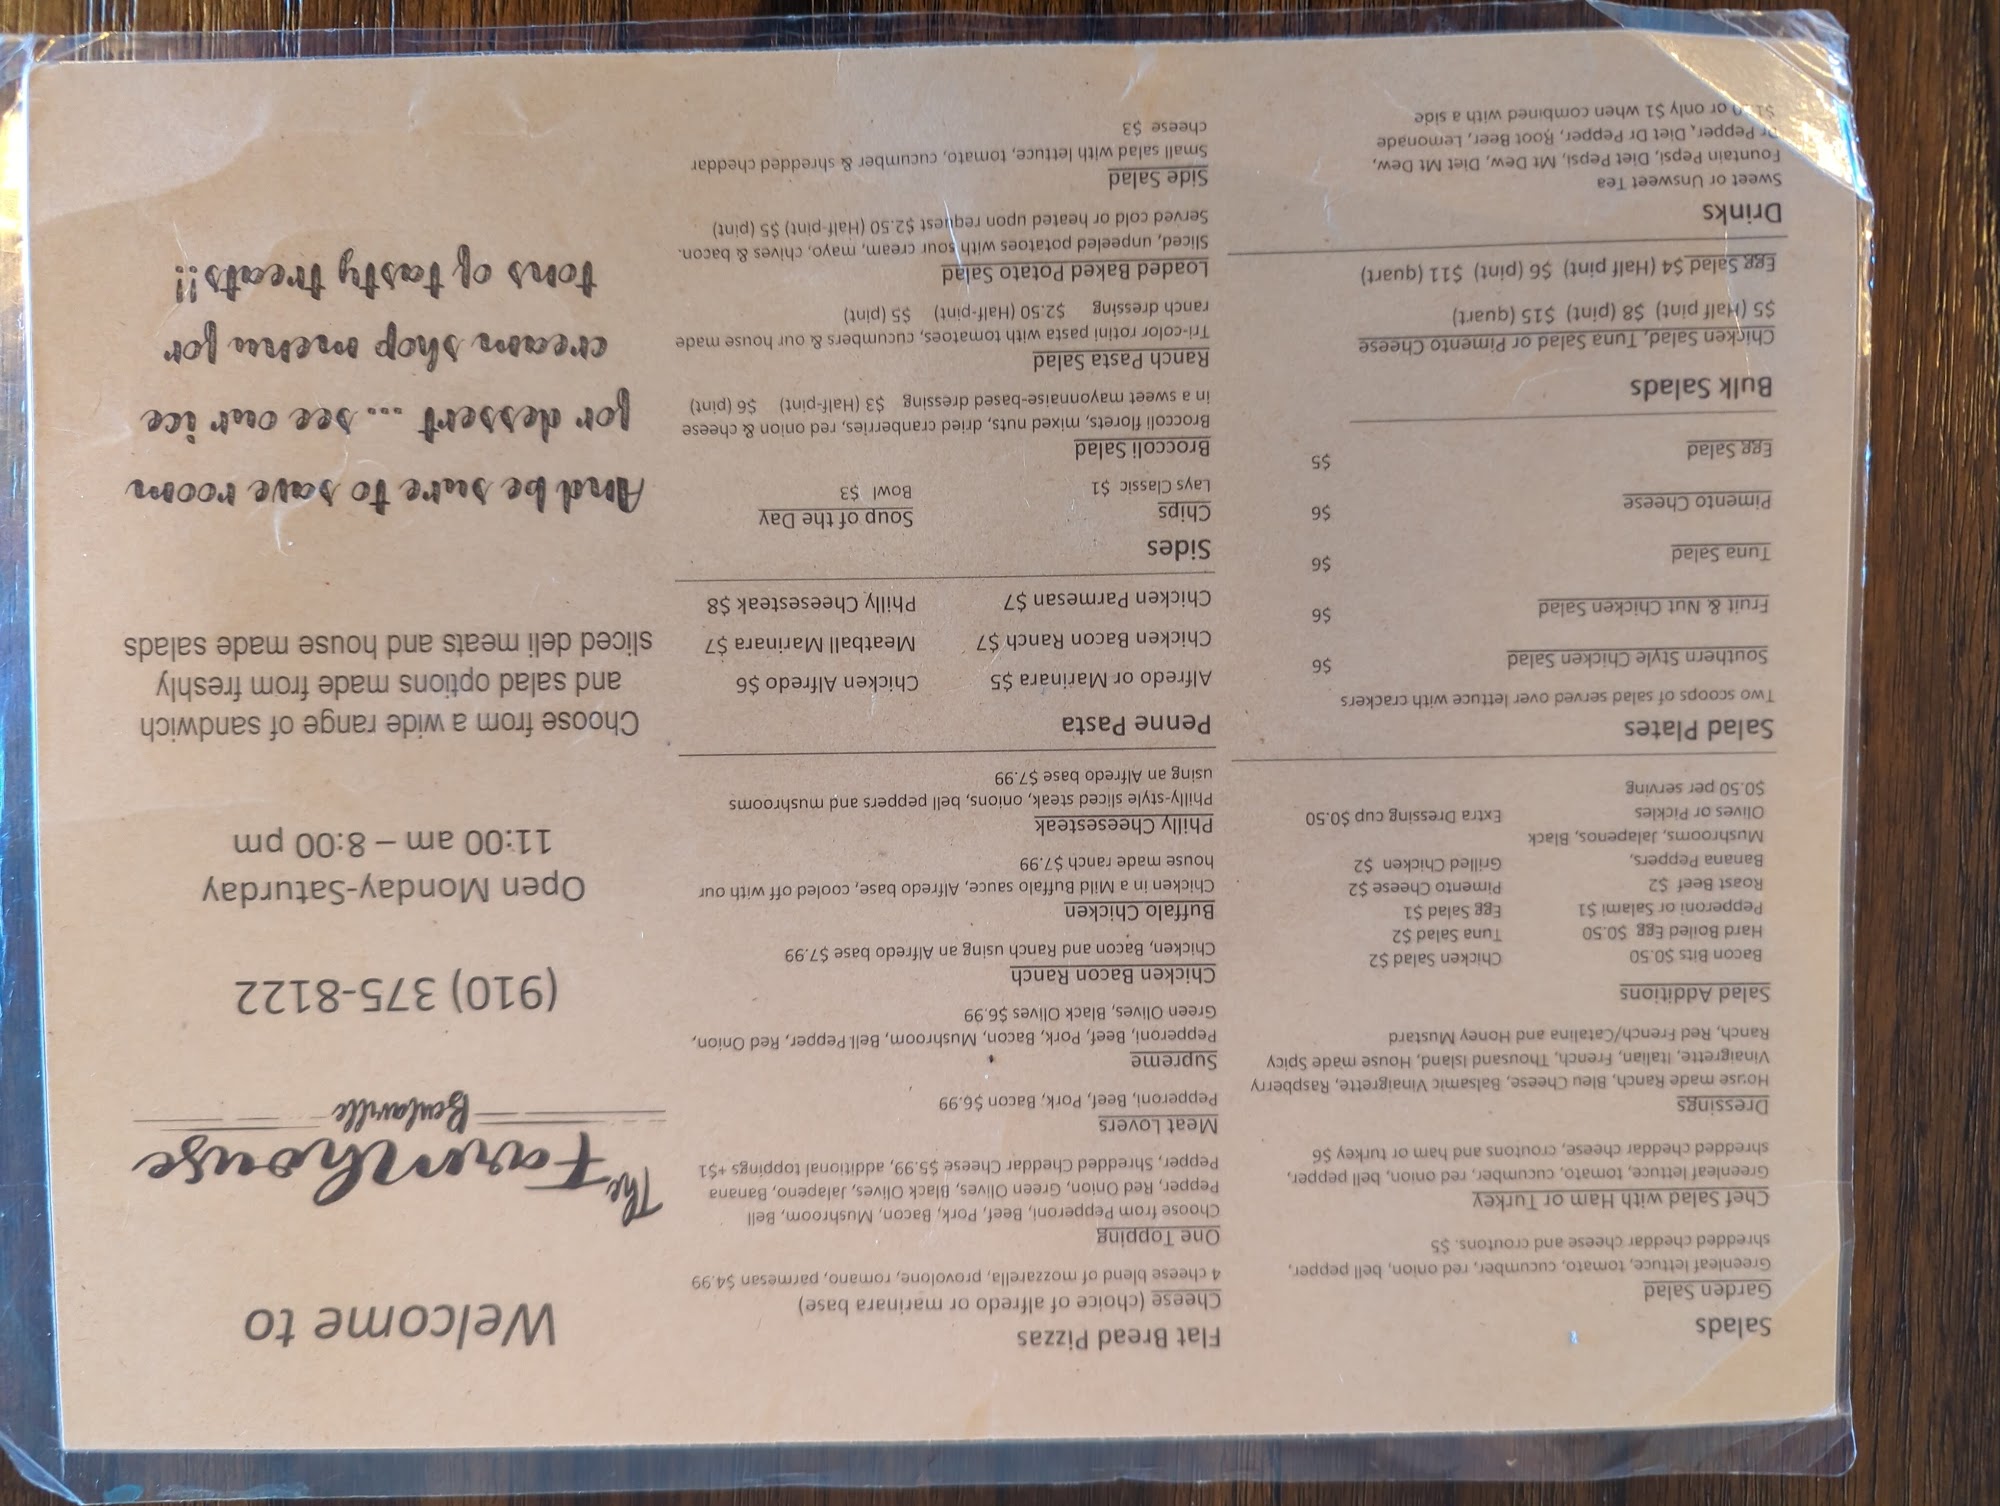 Salads
Garden Salad
Greenleaf lettuce, tomato, cucumber, red onion, bell pepper,
shredded cheddar cheese and croutons. $5
Chef Salad with Ham or Turkey
Greenleaf lettuce, tomato, cucumber, red onion, bell pepper,
shredded cheddar cheese, croutons and ham or turkey $6
Dressings
House made Ranch, Bleu Cheese, Balsamic Vinaigrette, Raspberry
Vinaigrette, Italian, French, Thousand Island, House made Spicy
Ranch, Red French/Catalina and Honey Mustard
Salad Additions
Bacon Bits $0.50 Chicken Salad $2
Hard Boiled Egg $0.50 Tuna Salad $2
Pepperoni or Salami $1 Egg Salad $1
Roast Beef $2 Pimento Cheese $2
Banana Peppers, Grilled Chicken $2
Mushrooms, Jalapenos, Black
Olives or Pickles Extra Dressing cup $0.50
$0.50 per serving
Salad Plates
Two scoops of salad served over lettuce with crackers
Southern Style Chicken Salad $6
Fruit & Nut Chicken Salad $6
Tuna Salad $6
Pimento Cheese $6
Egg Salad $5
Bulk Salads
Chicken Salad, Tuna Salad or Pimento Cheese
$5 (Half pint) $8 (pint) $15 (quart)
Egg Salad $4 (Half pint) $6 (pint) $11 (quart)
Drinks
Sweet or Unsweet Tea
Fountain Pepsi, Diet Pepsi, Mt Dew, Diet Mt Dew,
Dr Pepper, Diet Dr Pepper, Root Beer, Lemonade
or only $1 when combined with a side
Flat Bread Pizzas
Cheese (choice of alfredo or marinara base)
4 cheese blend of mozzarella, provolone, romano, parmesan $4.99
One Topping
Choose from Pepperoni, Beef, Pork, Bacon, Mushroom, Bell
Pepper, Red Onion, Green Olives, Black Olives, Jalapeno, Banana
Pepper, Shredded Cheddar Cheese $5.99, additional toppings +$1
Meat Lovers
Pepperoni, Beef, Pork, Bacon $6.99
Supreme
Pepperoni, Beef, Pork, Bacon, Mushroom, Bell Pepper, Red Onion,
Green Olives, Black Olives $6.99
Chicken Bacon Ranch
Chicken, Bacon and Ranch using an Alfredo base $7.99
Buffalo Chicken
Chicken in a Mild Buffalo sauce, Alfredo base, cooled off with our
house made ranch $7.99
Philly Cheesesteak
Philly-style sliced steak, onions, bell peppers and mushrooms
using an Alfredo base $7.99
Penne Pasta
Alfredo or Marinara $5 Chicken Alfredo $6
Chicken Bacon Ranch $7 Meatball Marinara $7
Chicken Parmesan $7 Philly Cheesesteak $8
Sides
Chips Soup of the Day
Lays Classic $1 Bowl $3
Broccoli Salad
Broccoli florets, mixed nuts, dried cranberries, red onion & cheese
in a sweet mayonnaise-based dressing $3 (Half-pint) $6 (pint)
Ranch Pasta Salad
Tri-color rotini pasta with tomatoes, cucumbers & our house made
ranch dressing $2.50 (Half-pint) $5 (pint)
Loaded Baked Potato Salad
Sliced, unpeeled potatoes with sour cream, mayo, chives & bacon.
Served cold or heated upon request $2.50 (Half-pint) $5 (pint)
Side Salad
Small salad with lettuce, tomato, cucumber & shredded cheddar
cheese $3
Welcome to
The Farmhouse
Beulaville
(910) 375-8122
Open Monday-Saturday
11:00 am – 8:00 pm
Choose from a wide range of sandwich
and salad options made from freshly
sliced deli meats and house made salads
And be sure to save room
for dessert ... see our ice
cream shop menu for
tons of tasty treats!!